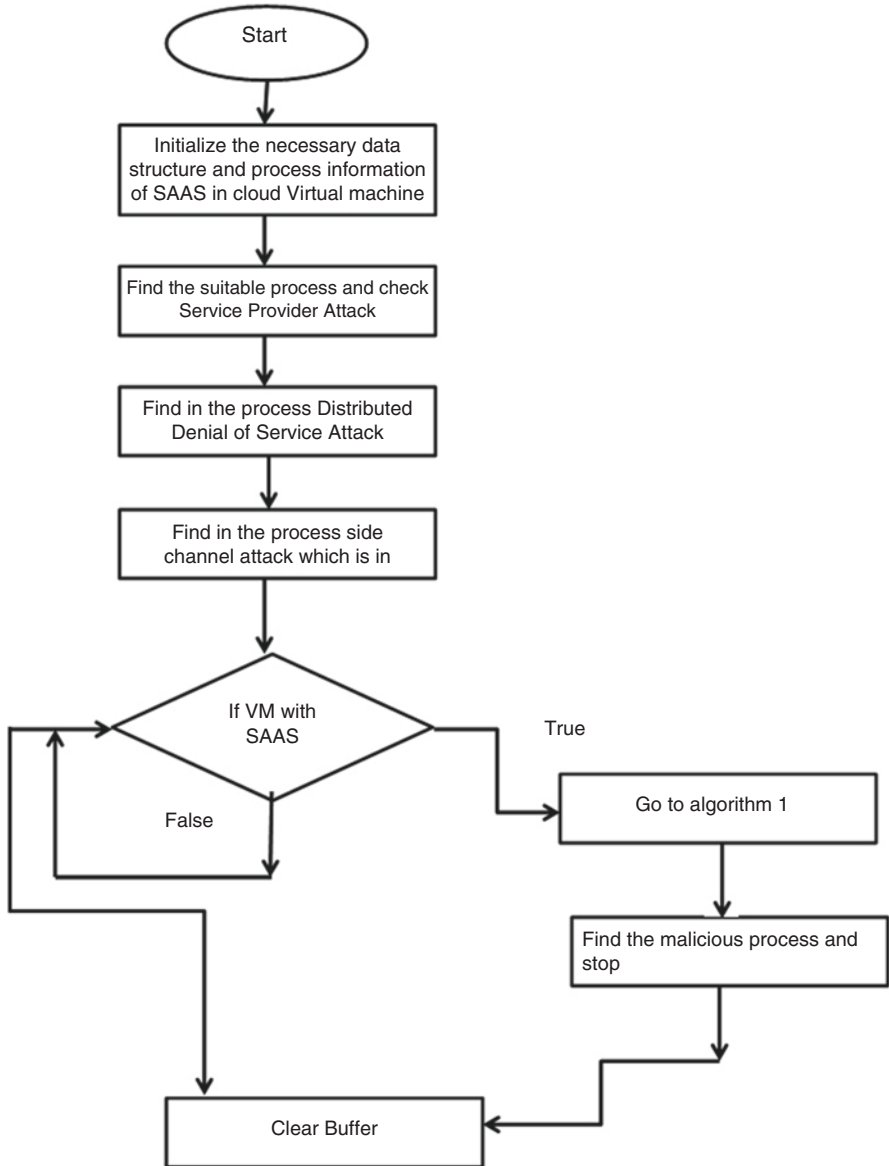 Start
Initialize the necessary data
structure and process information
of SAAS in cloud Virtual machine
Find the suitable process and check
Service Provider Attack
Find in the process Distributed
Denial of Service Attack
Find in the process side
channel attack which is in
If VM with
SAAS
True
False
Go to algorithm 1
Find the malicious process and
stop
Clear Buffer